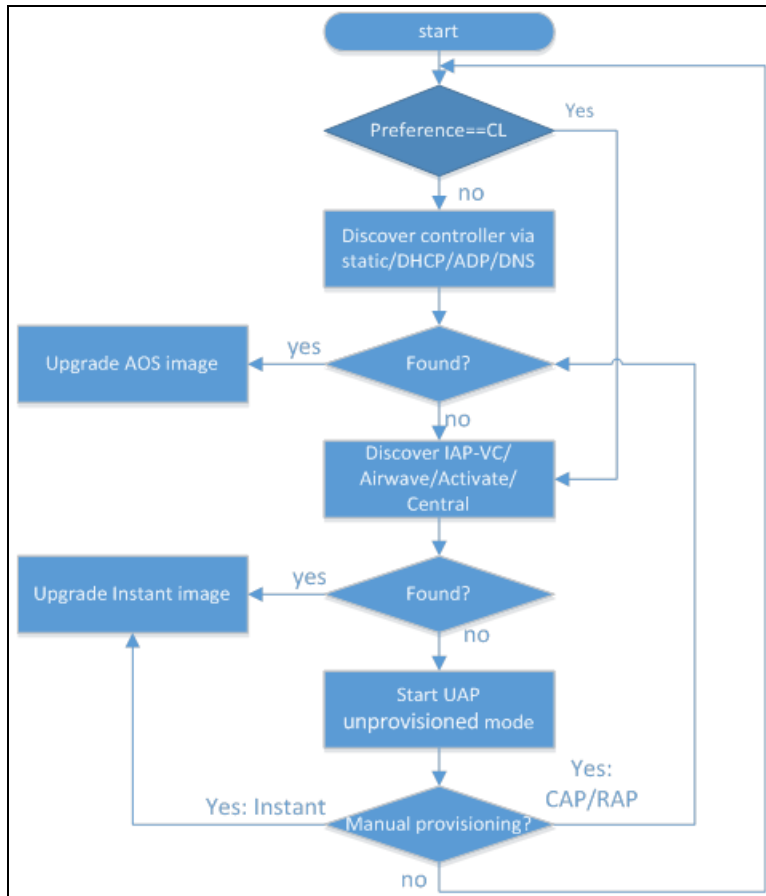 start
Preference==CL
Yes
no
Discover controller via
static/DHCP/ADP/DNS
Upgrade AOS image
yes
Found?
no
Discover IAP-VC/
Airwave/Activate/
Central
Upgrade Instant image
yes
Found?
no
Start UAP
unprovisioned mode
Yes: Instant
Manual provisioning?
Yes:
CAP/RAP
no